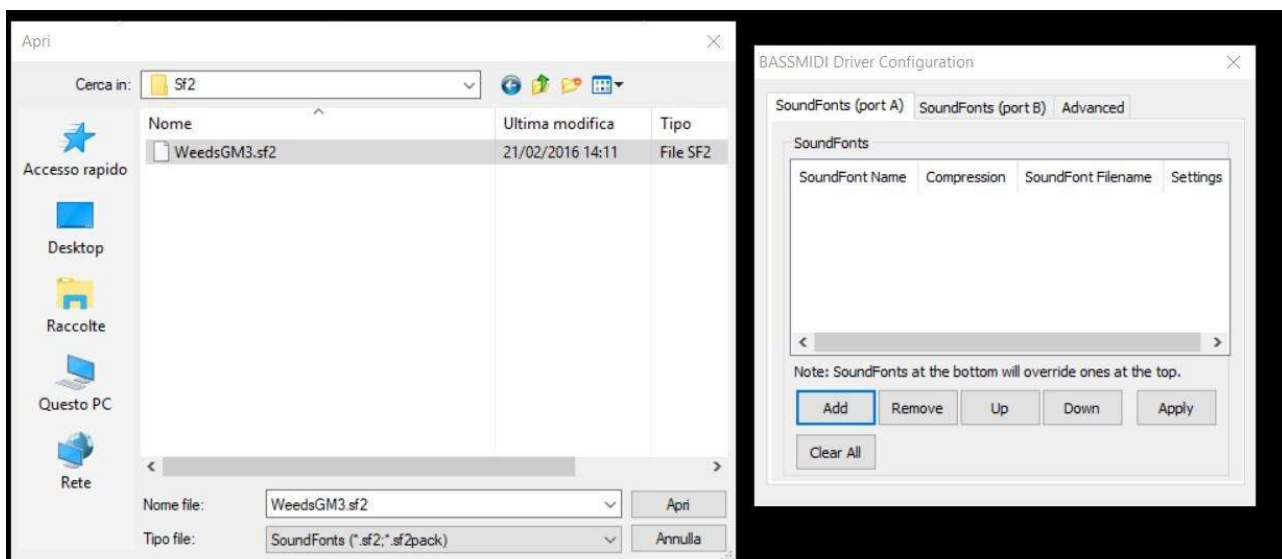 Apri
Cerca in: Sf2
Nome Ultima modifica Tipo
WeedsGM3.sf2 21/02/2016 14:11 File SF2
Accesso rapido
Desktop
Raccolte
Questo PC
Rete
Nome file: WeedsGM3.sf2 Apri
Tipo file: SoundFonts (*.sf2;*.sf2pack) Annulla
BASSMIDI Driver Configuration
SoundFonts (port A) SoundFonts (port B) Advanced
SoundFonts
SoundFont Name Compression SoundFont Filename Settings
Note: SoundFonts at the bottom will override ones at the top.
Add Remove Up Down Apply
Clear All